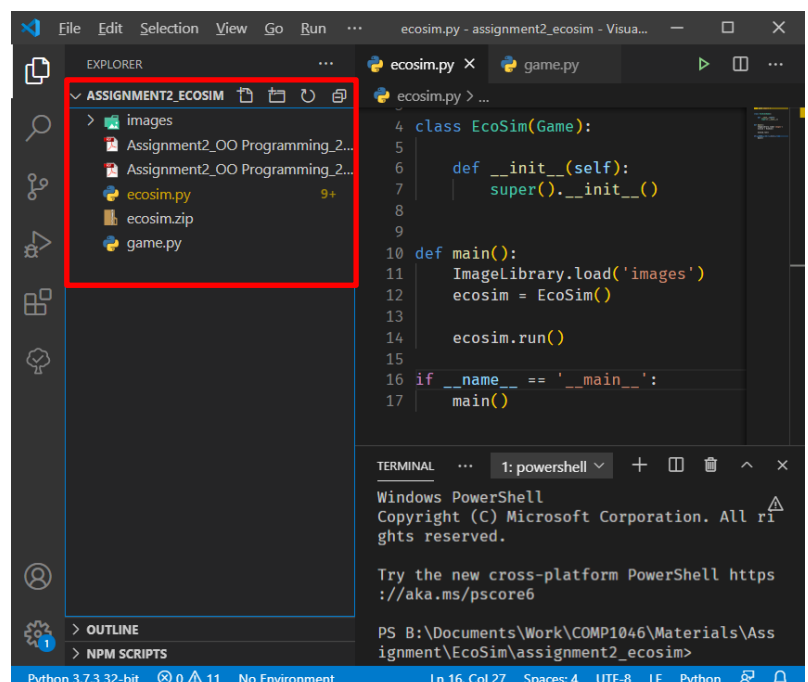 File Edit Selection View Go Run ··· ecosim.py - assignment2_ecosim - Visua...
EXPLORER ···
ASSIGNMENT2_ECOSIM
images
Assignment2_OO Programming_2...
Assignment2_OO Programming_2...
ecosim.py 9+
ecosim.zip
game.py
OUTLINE
NPM SCRIPTS
ecosim.py game.py ···
ecosim.py > ...
4 class EcoSim(Game):
5
6 def __init__(self):
7 super().__init__()
8
9
10 def main():
11 ImageLibrary.load('images')
12 ecosim = EcoSim()
13
14 ecosim.run()
15
16 if __name__ == '__main__':
17 main()
TERMINAL ··· 1: powershell
Windows PowerShell
Copyright (C) Microsoft Corporation. All ri
ghts reserved.
Try the new cross-platform PowerShell https
://aka.ms/pscore6
PS B:\Documents\Work\COMP1046\Materials\Ass
ignment\EcoSim\assignment2_ecosim>
1
Python 3.7.3 32-bit 0 11 No Environment Ln 16, Col 27 Spaces: 4 UTF-8 LF Python